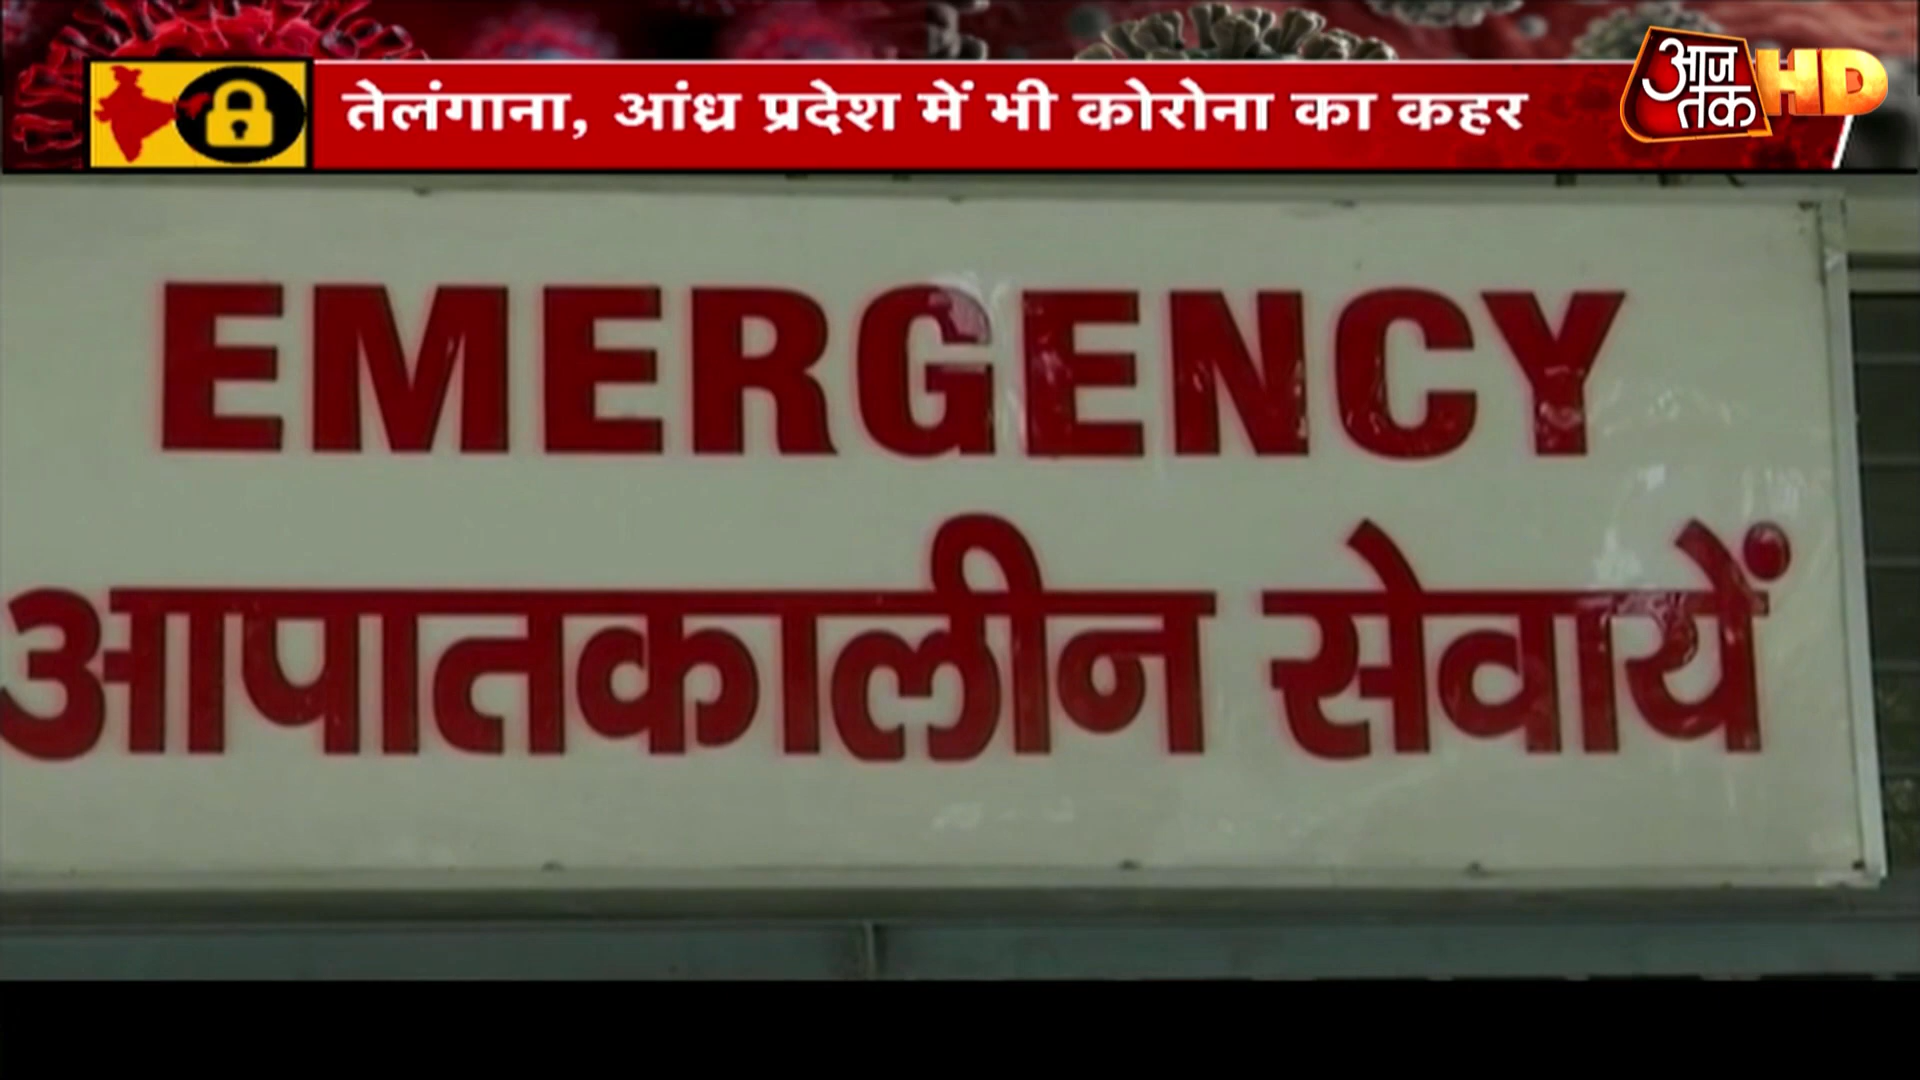 तेलंगाना, आंध्र प्रदेश में भी कोरोना का कहर
आज
तक
HD
EMERGENCY
आपातकालीन सेवायें